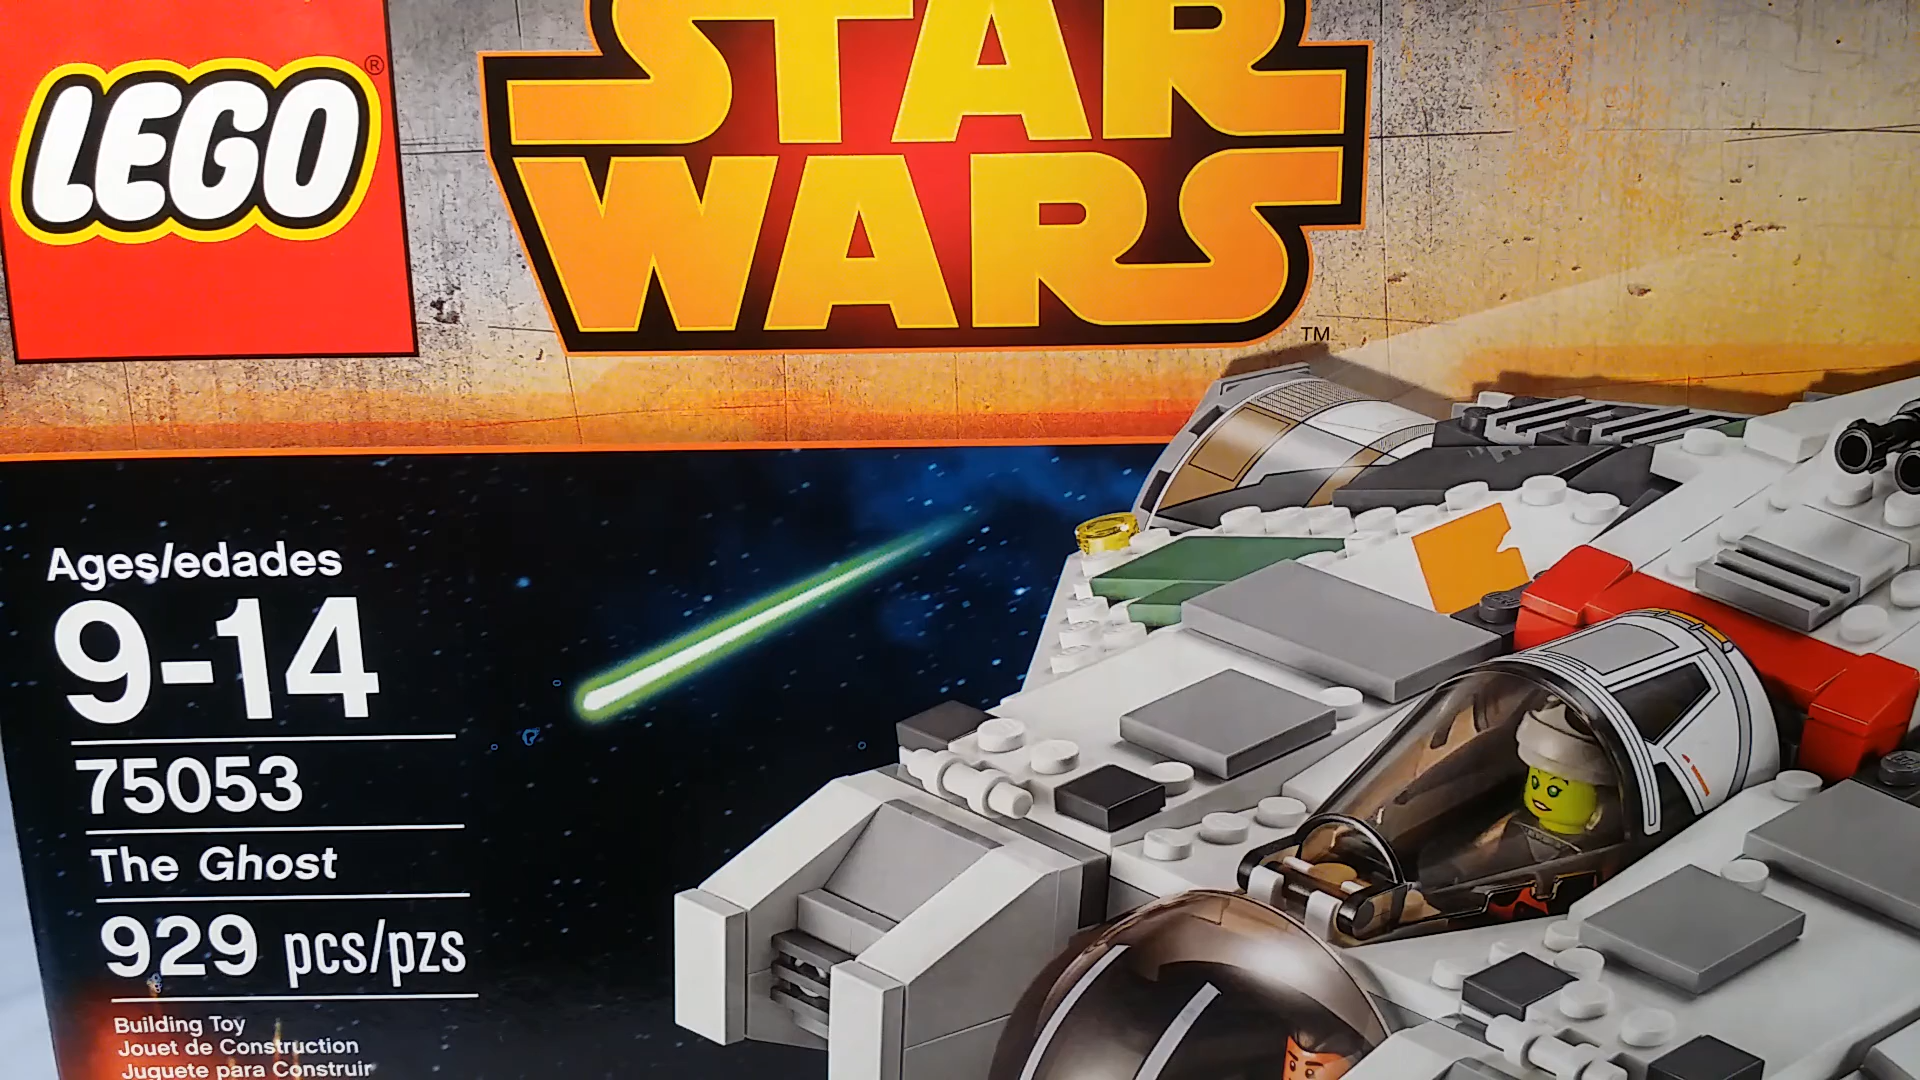 LEGO®
STAR
WARS
TM
Ages/edades
9-14
75053
The Ghost
929 pcs/pzs
Building Toy
Jouet de Construction
Juguete para Construir